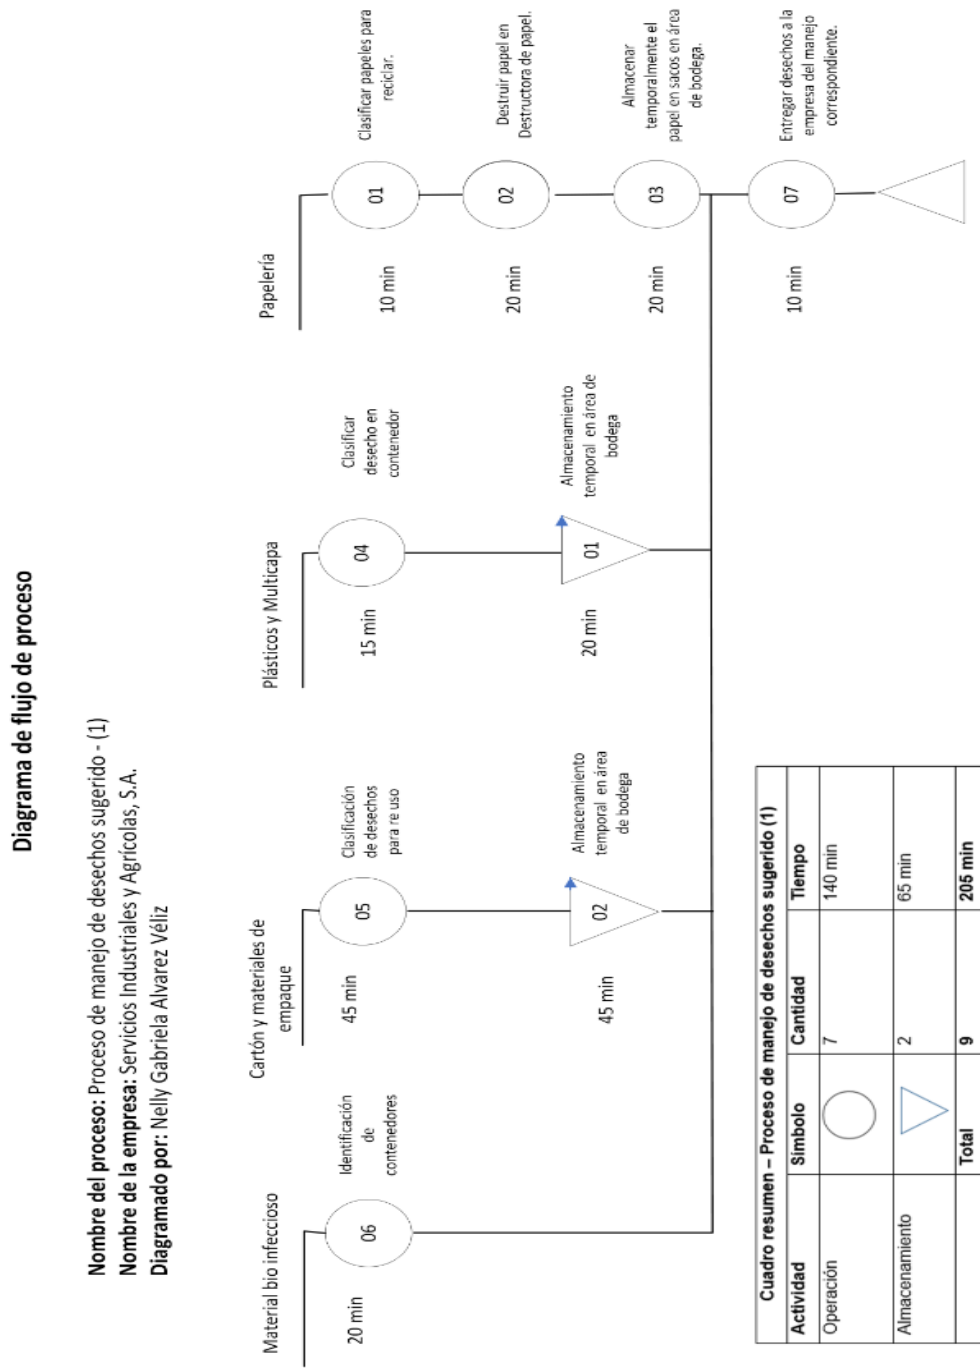 Diagrama de flujo de proceso
Nombre del proceso: Proceso de manejo de desechos sugerido - (1)
Nombre de la empresa: Servicios Industriales y Agrícolas, S.A.
Diagramado por: Nelly Gabriela Alvarez Véliz
Material bio infeccioso
20 min
06
Identificación
de
contenedores
Cartón y materiales de
empaque
45 min
05
Clasificación
de desechos
para re uso
45 min
02
Almacenamiento
temporal en área
de bodega
Plásticos y Multicapa
15 min
04
Clasificar
desecho en
contenedor
20 min
01
Almacenamiento
temporal en área de
bodega
Papelería
10 min
01
Clasificar papeles para
reciclar.
20 min
02
Destruir papel en
Destructora de papel.
20 min
03
Almacenar
temporalmente el
papel en sacos en área
de bodega.
10 min
07
Entregar desechos a la
empresa del manejo
correspondiente.
Cuadro resumen – Proceso de manejo de desechos sugerido (1)
Actividad Símbolo Cantidad Tiempo
Operación 7 140 min
Almacenamiento 2 65 min
Total 9 205 min